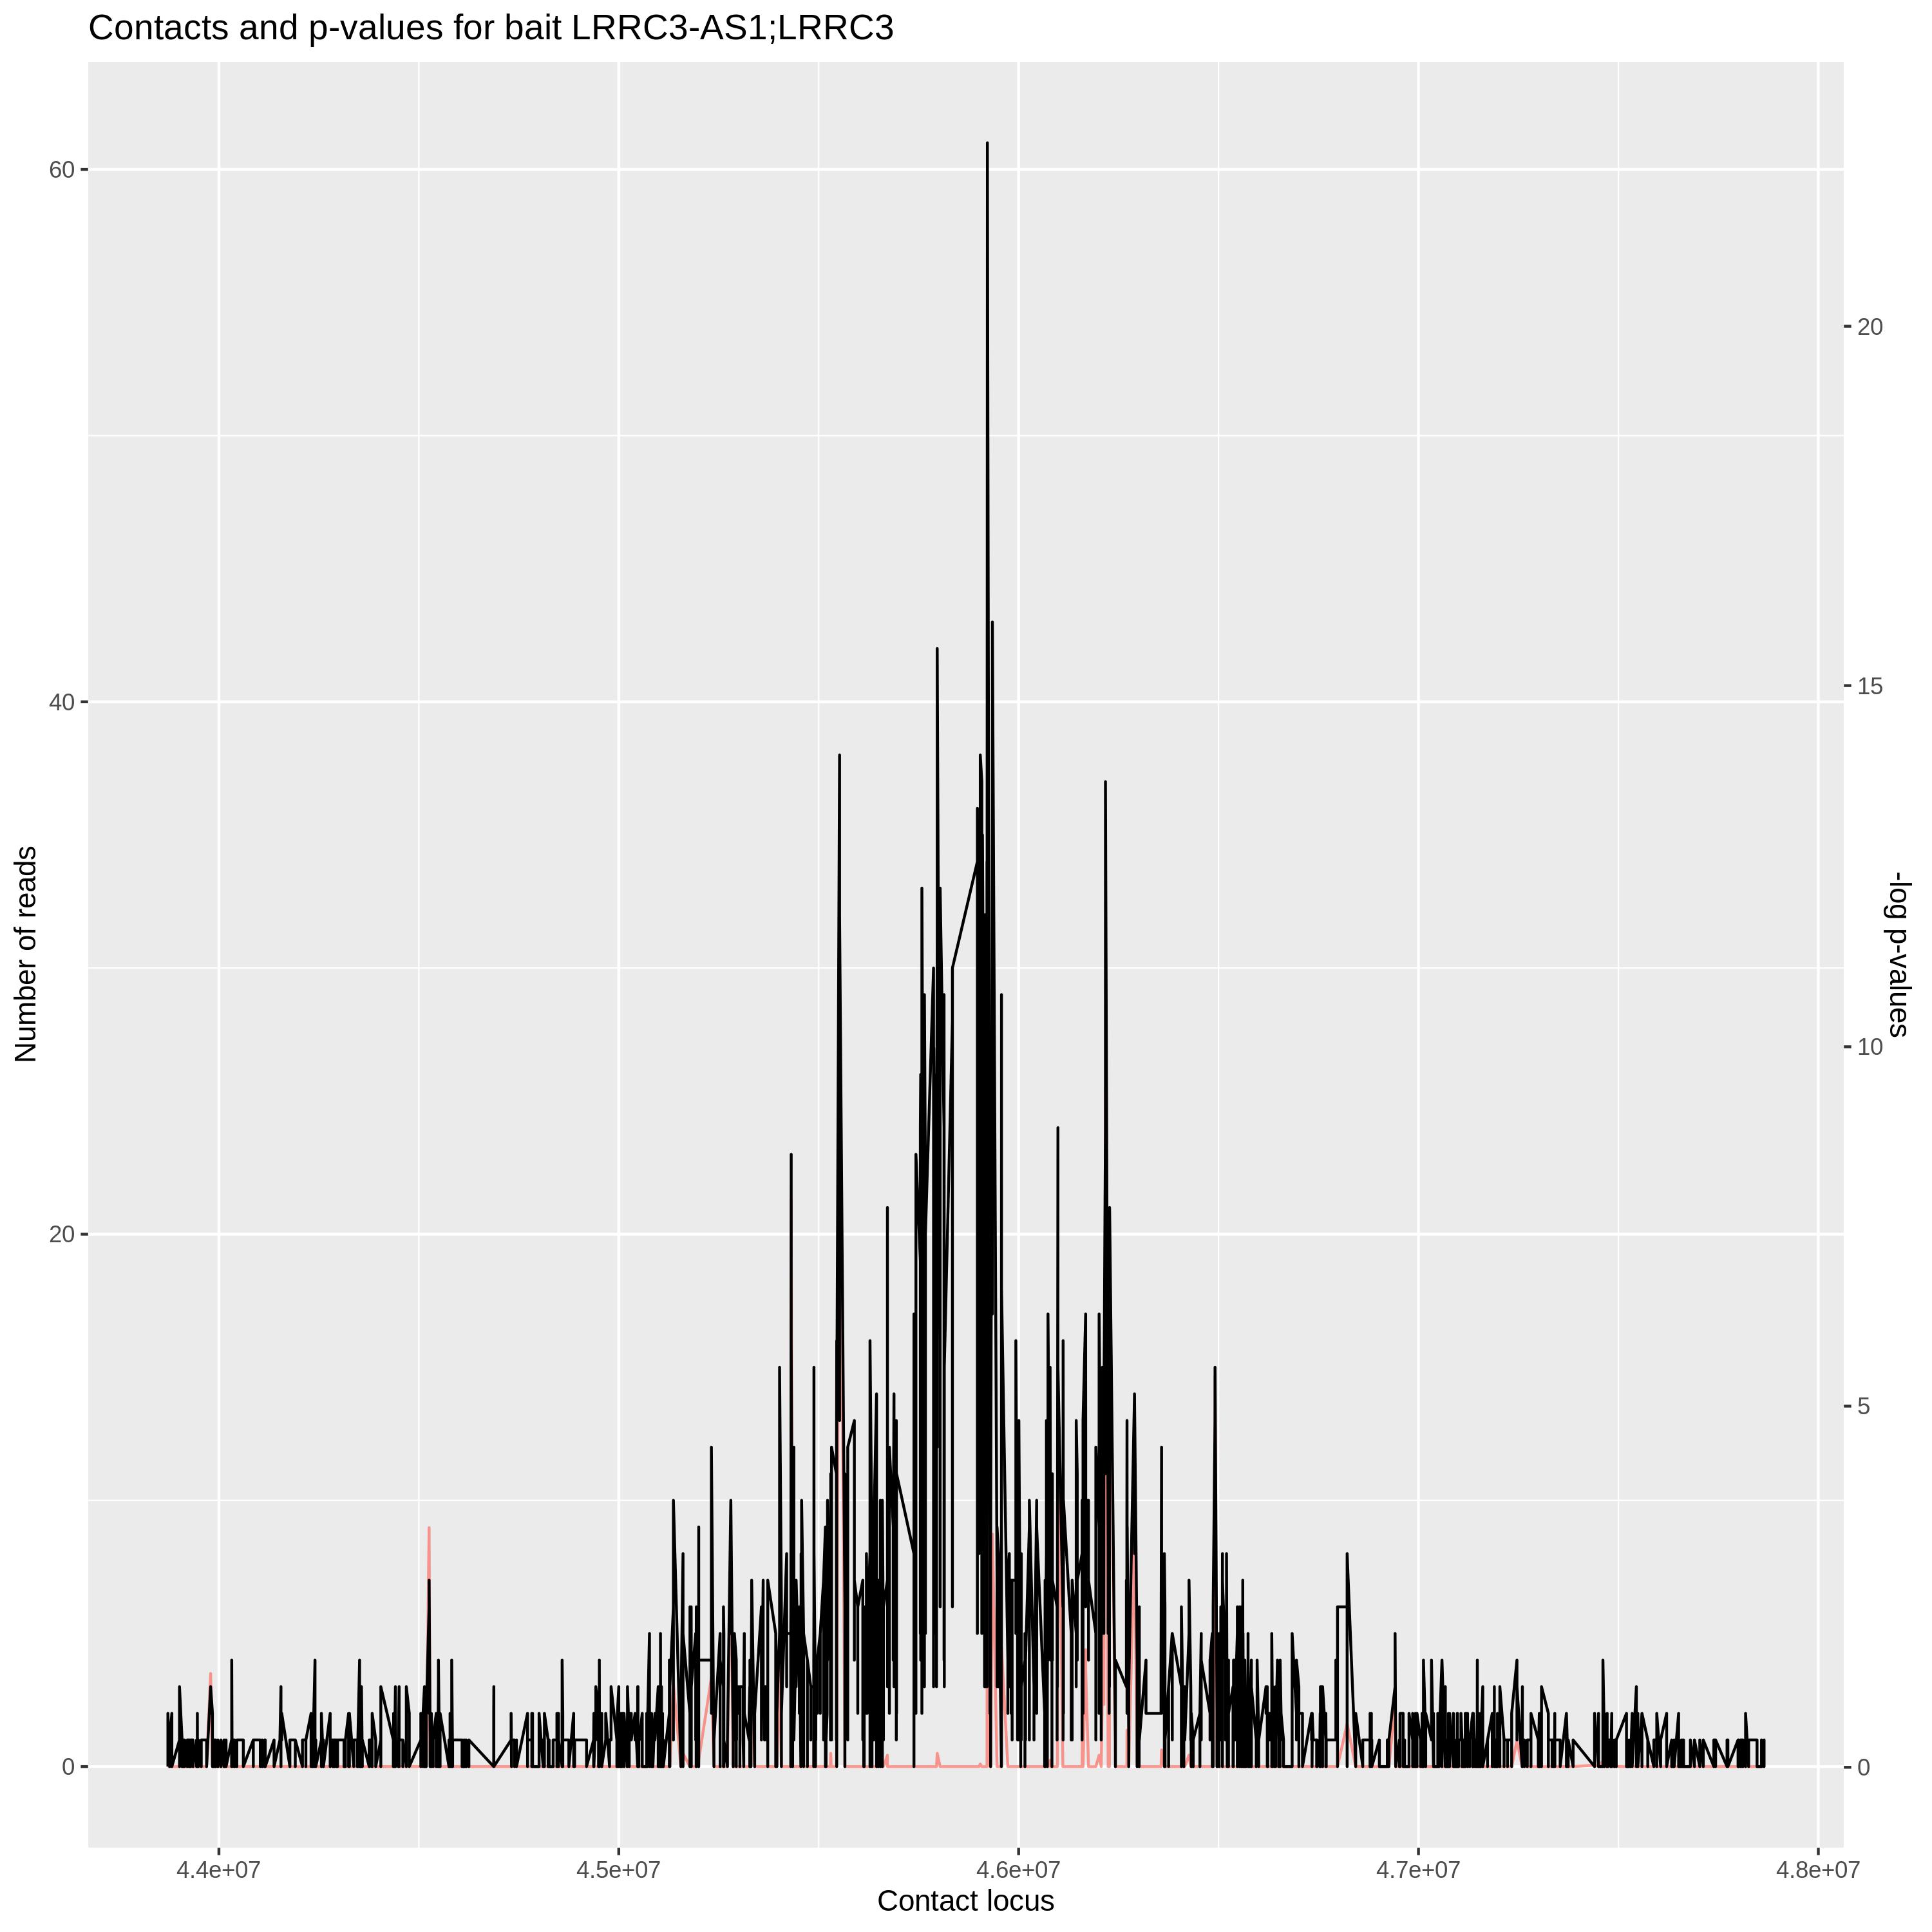 Contacts and p-values for bait LRRC3-AS1;LRRC3
60
40
20
0
Number of reads
20
15
10
5
0
-log p-values
4.4e+07
4.5e+07
4.6e+07
4.7e+07
4.8e+07
Contact locus